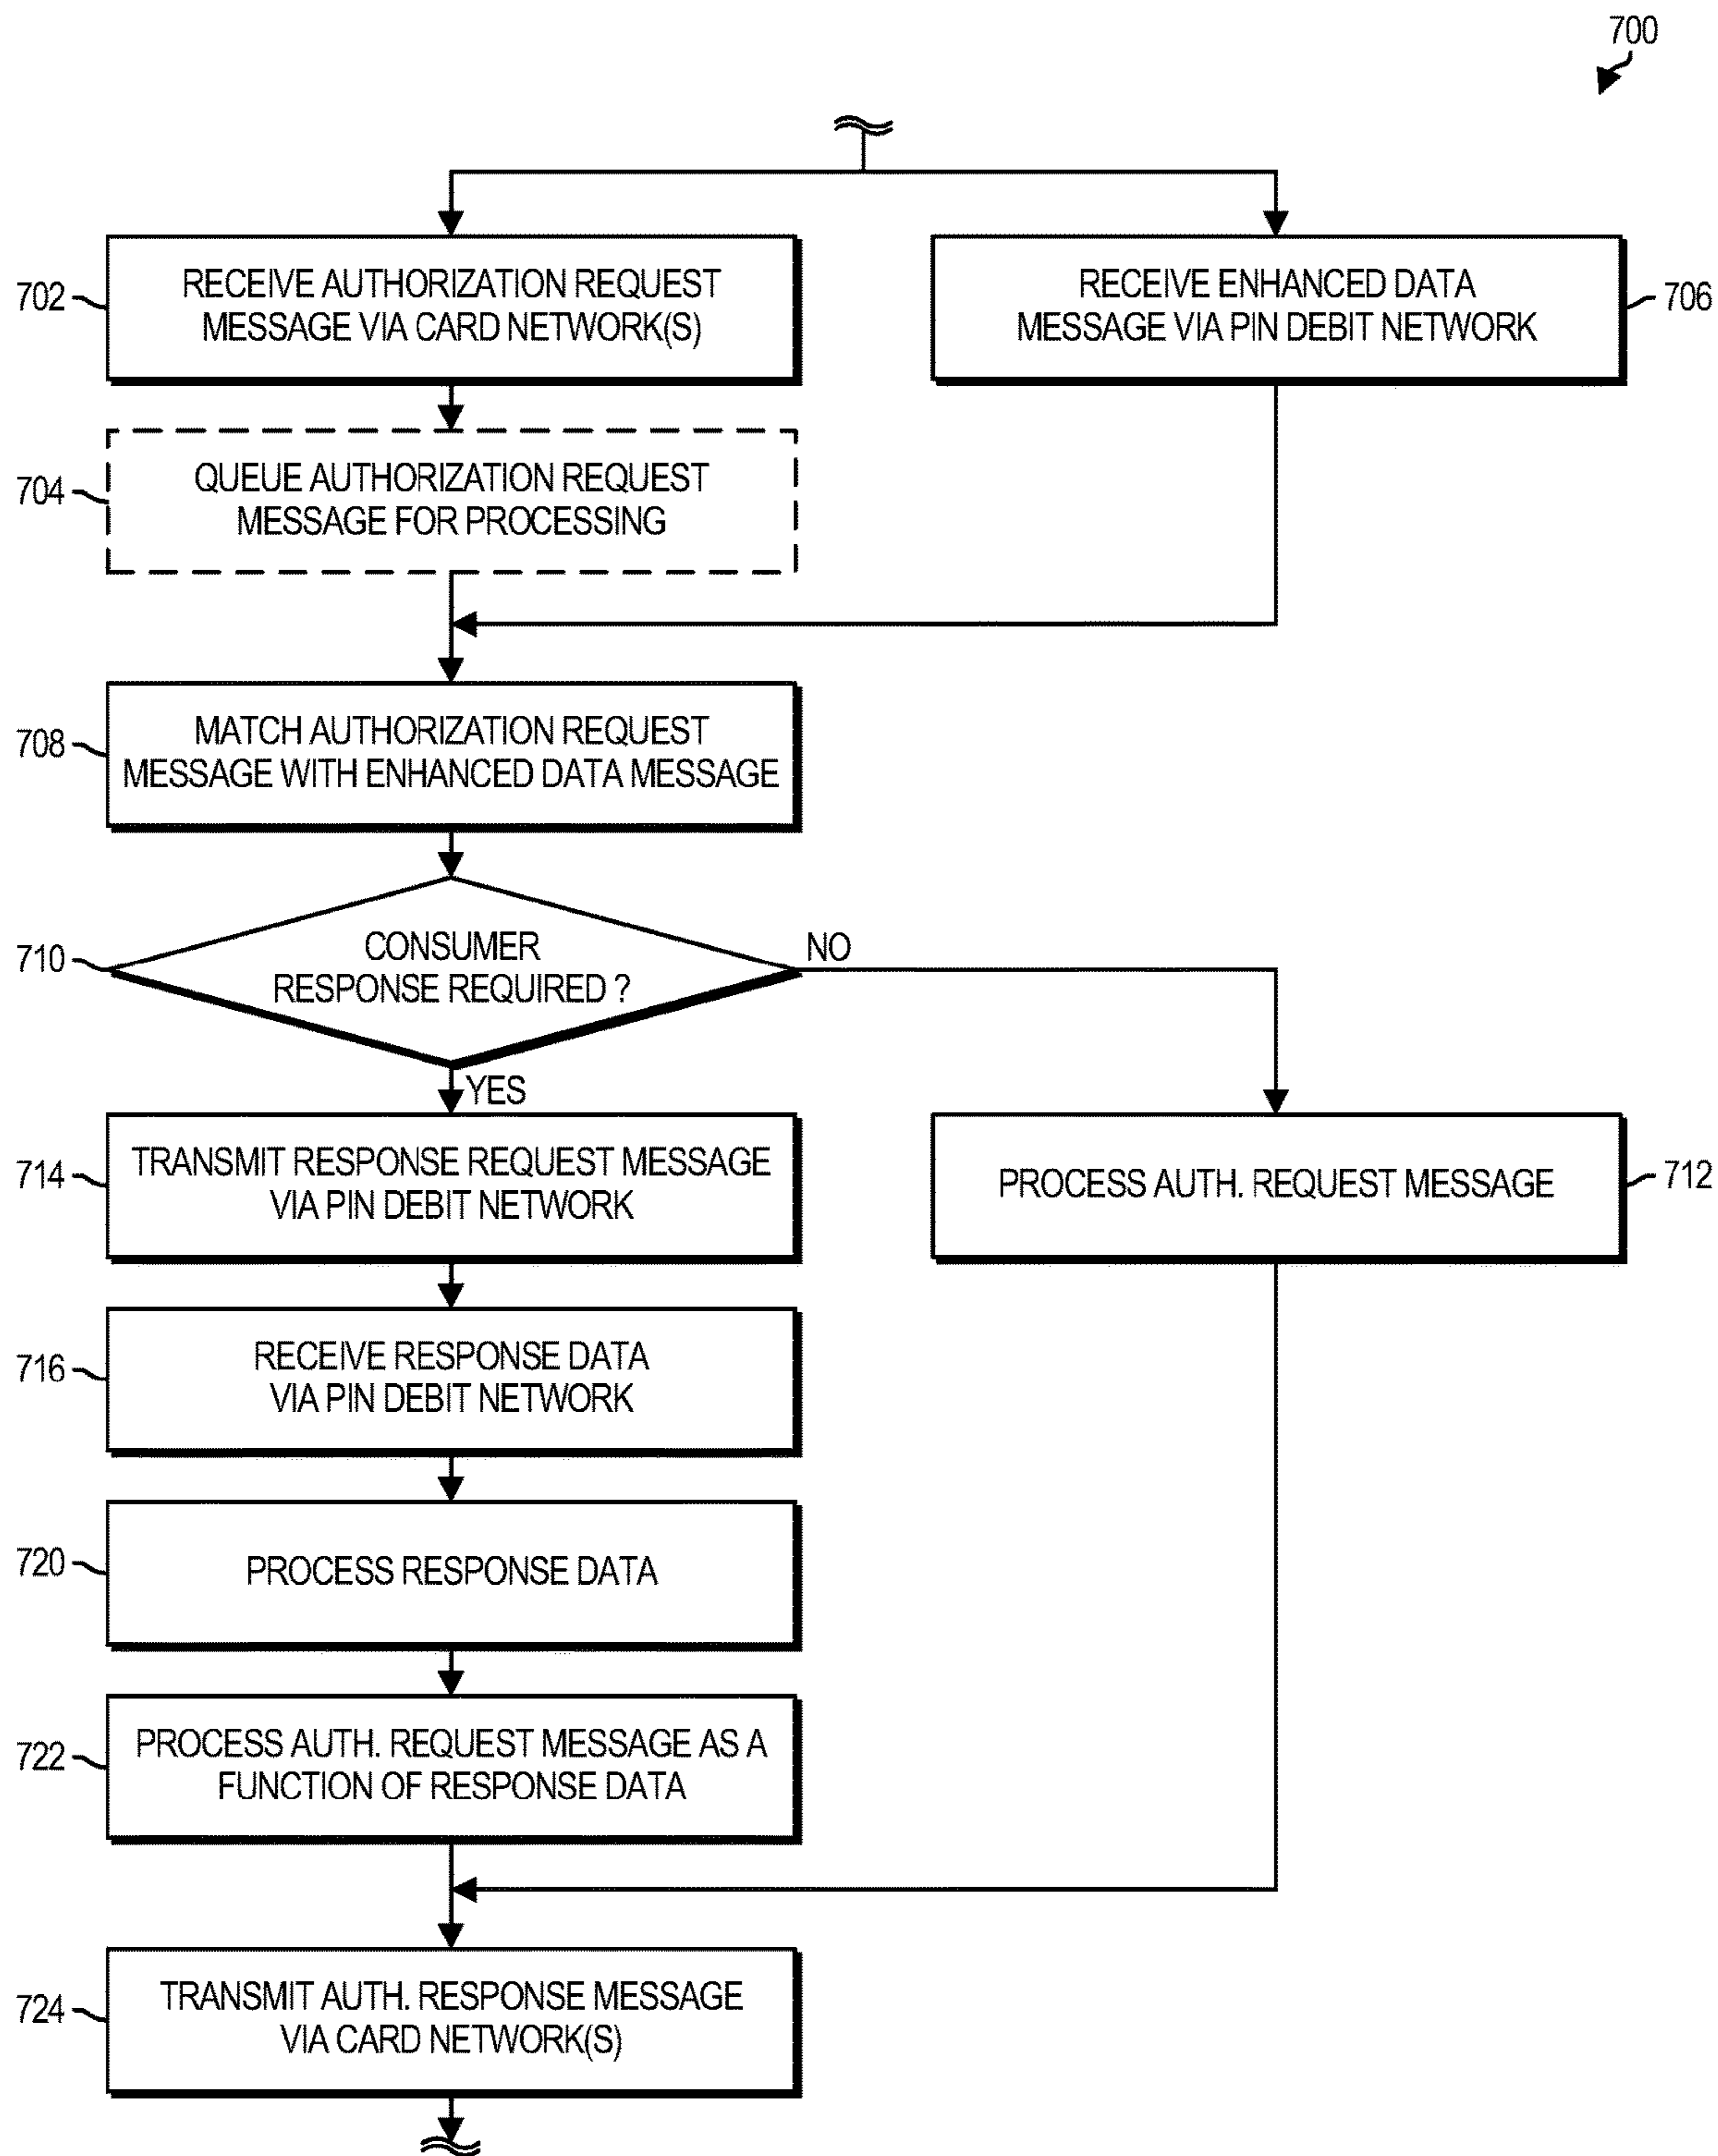 700
702
RECEIVE AUTHORIZATION REQUEST
MESSAGE VIA CARD NETWORK(S)
RECEIVE ENHANCED DATA
MESSAGE VIA PIN DEBIT NETWORK
706
704
QUEUE AUTHORIZATION REQUEST
MESSAGE FOR PROCESSING
708
MATCH AUTHORIZATION REQUEST
MESSAGE WITH ENHANCED DATA MESSAGE
710
CONSUMER
RESPONSE REQUIRED ?
NO
YES
714
TRANSMIT RESPONSE REQUEST MESSAGE
VIA PIN DEBIT NETWORK
PROCESS AUTH. REQUEST MESSAGE
712
716
RECEIVE RESPONSE DATA
VIA PIN DEBIT NETWORK
720
PROCESS RESPONSE DATA
722
PROCESS AUTH. REQUEST MESSAGE AS A
FUNCTION OF RESPONSE DATA
724
TRANSMIT AUTH. RESPONSE MESSAGE
VIA CARD NETWORK(S)